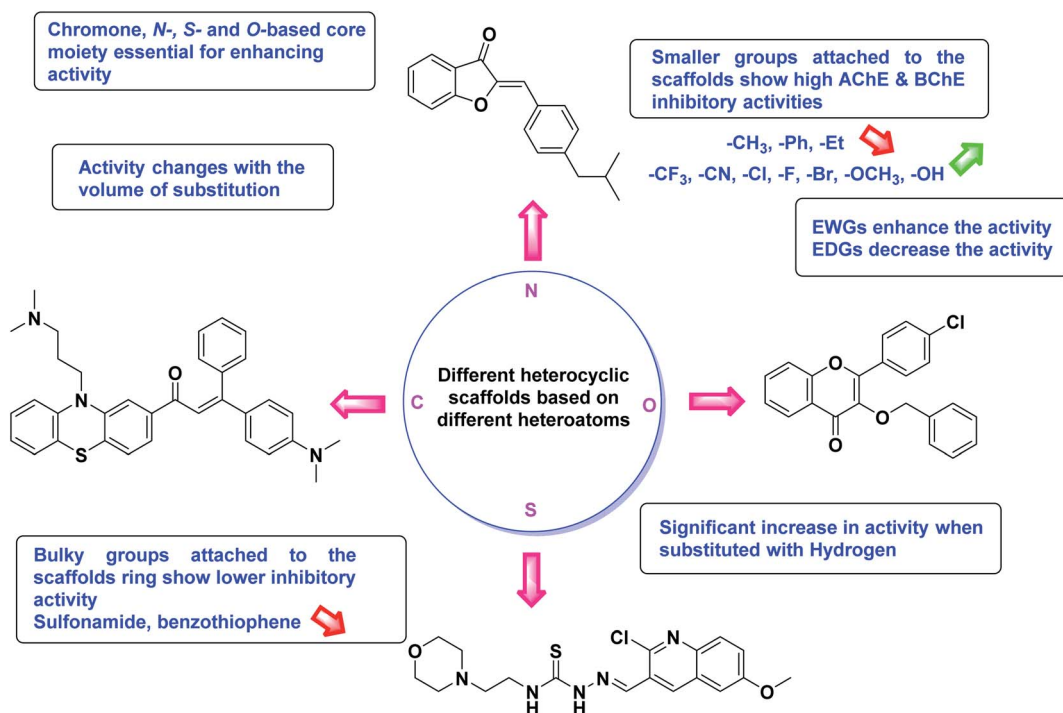 Chromone, N-, S- and O-based core
moiety essential for enhancing
activity
O
O
Smaller groups attached to the
scaffolds show high AChE & BChE
inhibitory activities
-CH₃, -Ph, -Et
-CF₃, -CN, -Cl, -F, -Br, -OCH₃, -OH
Activity changes with the
volume of substitution
EWGs enhance the activity
EDGs decrease the activity
N
N
O
N
S
N
Different heterocyclic
scaffolds based on
different heteroatoms
C
O
S
Cl
O
O
O
Significant increase in activity when
substituted with Hydrogen
Bulky groups attached to the
scaffolds ring show lower inhibitory
activity
Sulfonamide, benzothiophene
O
N
N
H
S
N
H
N
Cl
N
O